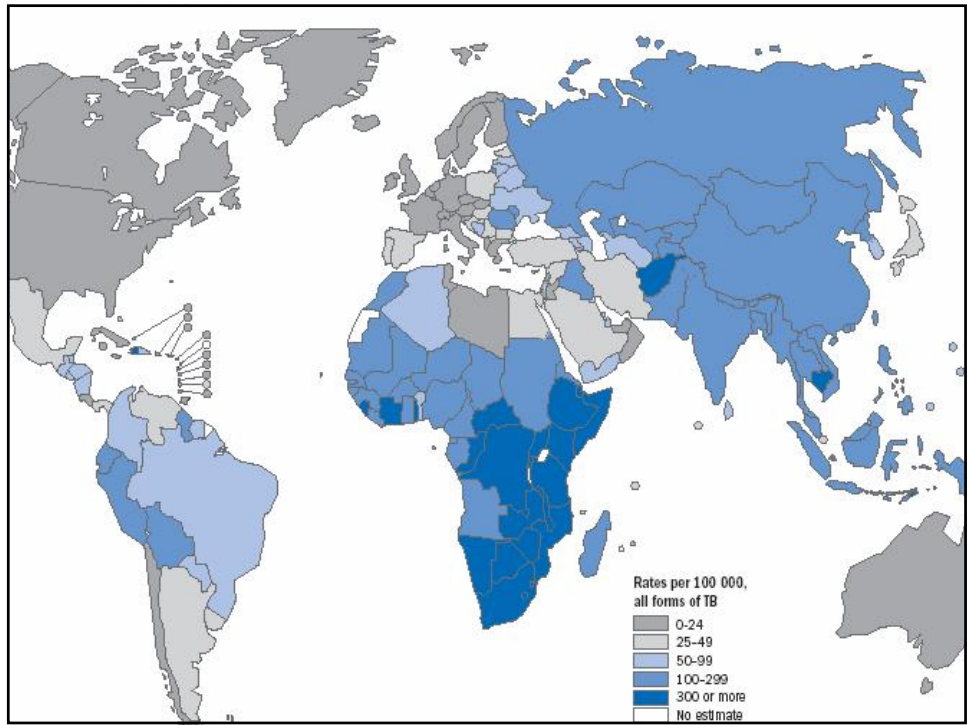 Rates per 100 000,
all forms of TB
0-24
25-49
50-99
100-299
300 or more
No estimate